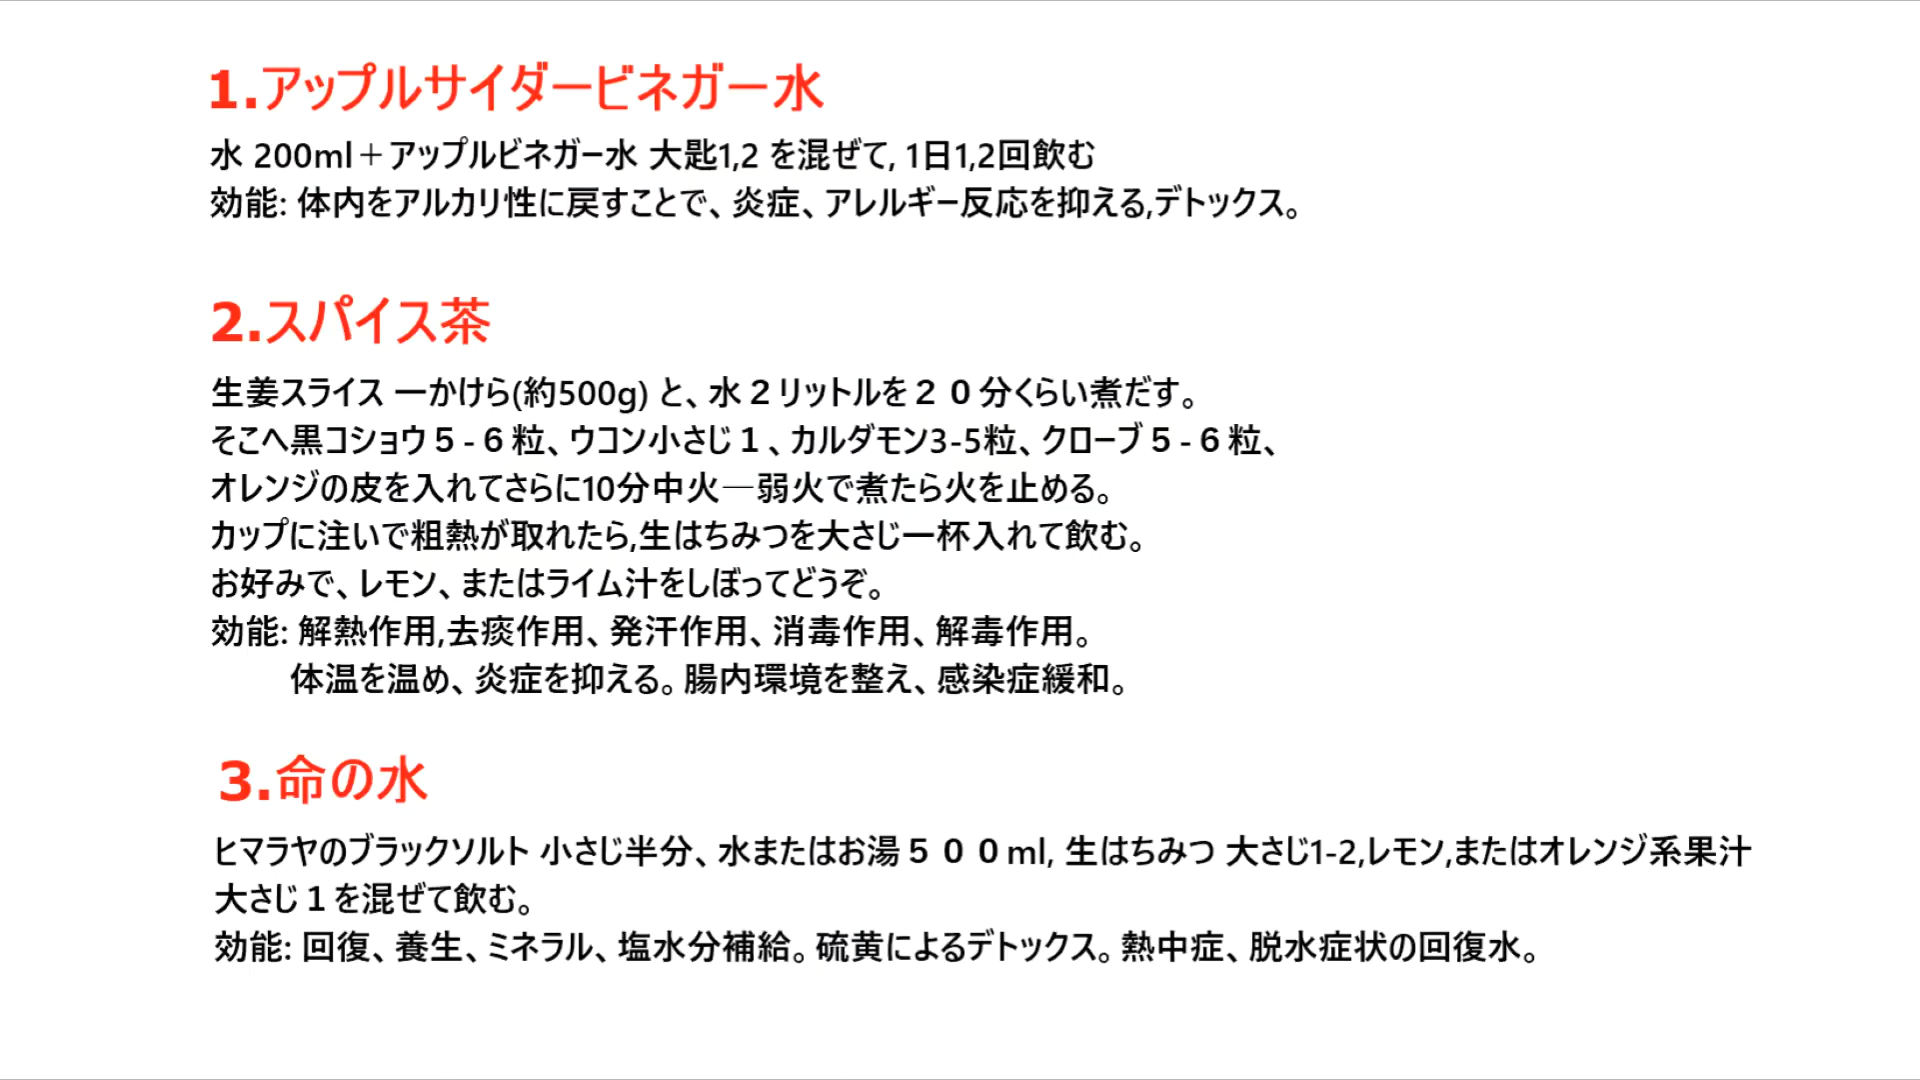 1.アップルサイダービネガー水
水 200ml＋アップルビネガー水 大匙1,2 を混ぜて, 1日1,2回飲む
効能: 体内をアルカリ性に戻すことで、炎症、アレルギー反応を抑える,デトックス。
2.スパイス茶
生姜スライス 一かけら(約500g) と、水２リットルを２０分くらい煮だす。
そこへ黒コショウ５-６粒、ウコン小さじ１、カルダモン3-5粒、クローブ５-６粒、
オレンジの皮を入れてさらに10分中火―弱火で煮たら火を止める。
カップに注いで粗熱が取れたら,生はちみつを大さじ一杯入れて飲む。
お好みで、レモン、またはライム汁をしぼってどうぞ。
効能: 解熱作用,去痰作用、発汗作用、消毒作用、解毒作用。
体温を温め、炎症を抑える。腸内環境を整え、感染症緩和。
3.命の水
ヒマラヤのブラックソルト 小さじ半分、水またはお湯５００ml, 生はちみつ 大さじ1-2,レモン,またはオレンジ系果汁
大さじ１を混ぜて飲む。
効能: 回復、養生、ミネラル、塩水分補給。硫黄によるデトックス。熱中症、脱水症状の回復水。